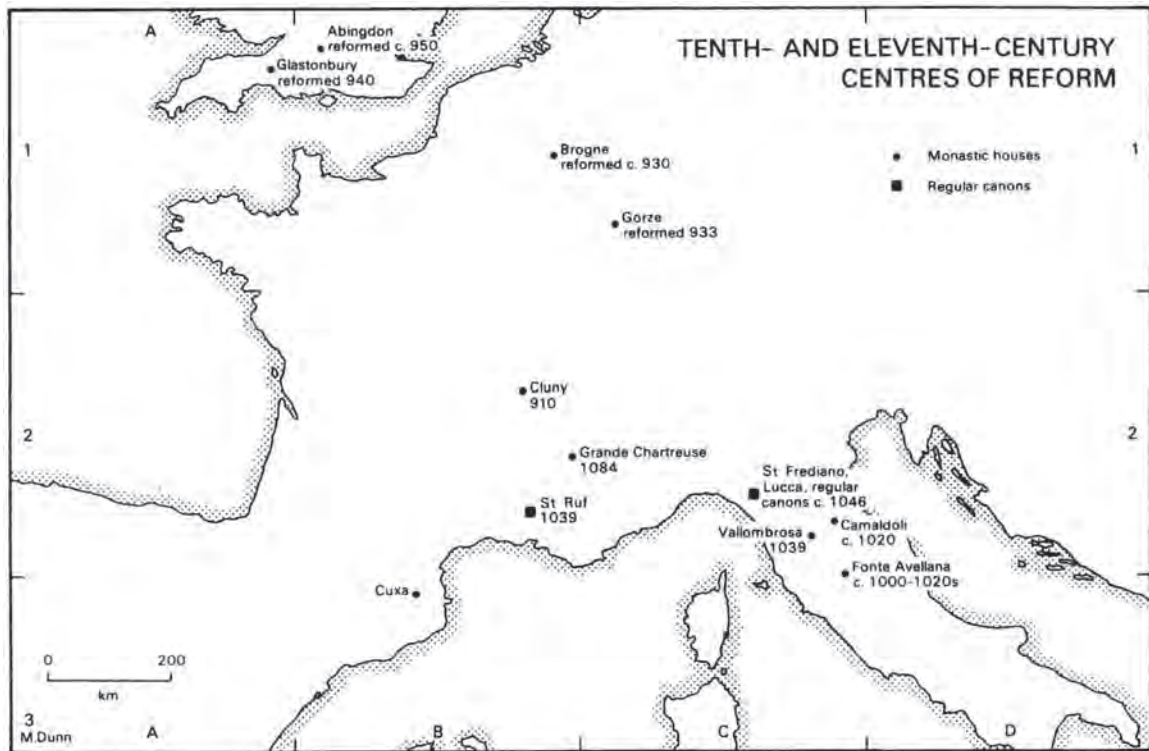 TENTH- AND ELEVENTH-CENTURY
CENTRES OF REFORM
Monastic houses
Regular canons
A
Abingdon
reformed c. 950
Glastonbury
reformed 940
1
1
Brogne
reformed c. 930
Gorze
reformed 933
Cluny
910
2
2
Grande Chartreuse
1084
St Frediano,
Lucca, regular
canons c. 1046
St Ruf
1039
Camaldoli
c. 1020
Vallombrosa
1039
Fonte Avellana
c. 1000-1020s
Cuxa
0 200
km
3
M.Dunn
A
B
C
D